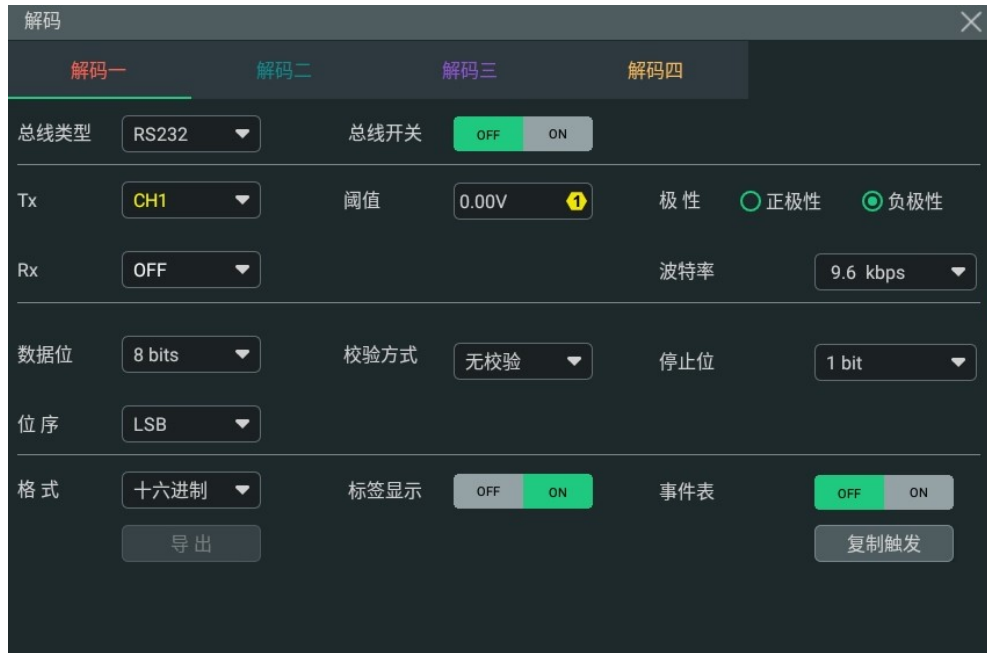 解码
解码一 解码二 解码三 解码四
总线类型 RS232 总线开关 OFF ON
Tx CH1 阈值 0.00V 1 极性 正极性 负极性
Rx OFF 波特率 9.6 kbps
数据位 8 bits 校验方式 无校验 停止位 1 bit
位序 LSB
格式 十六进制 标签显示 OFF ON 事件表 OFF ON
导出 复制触发